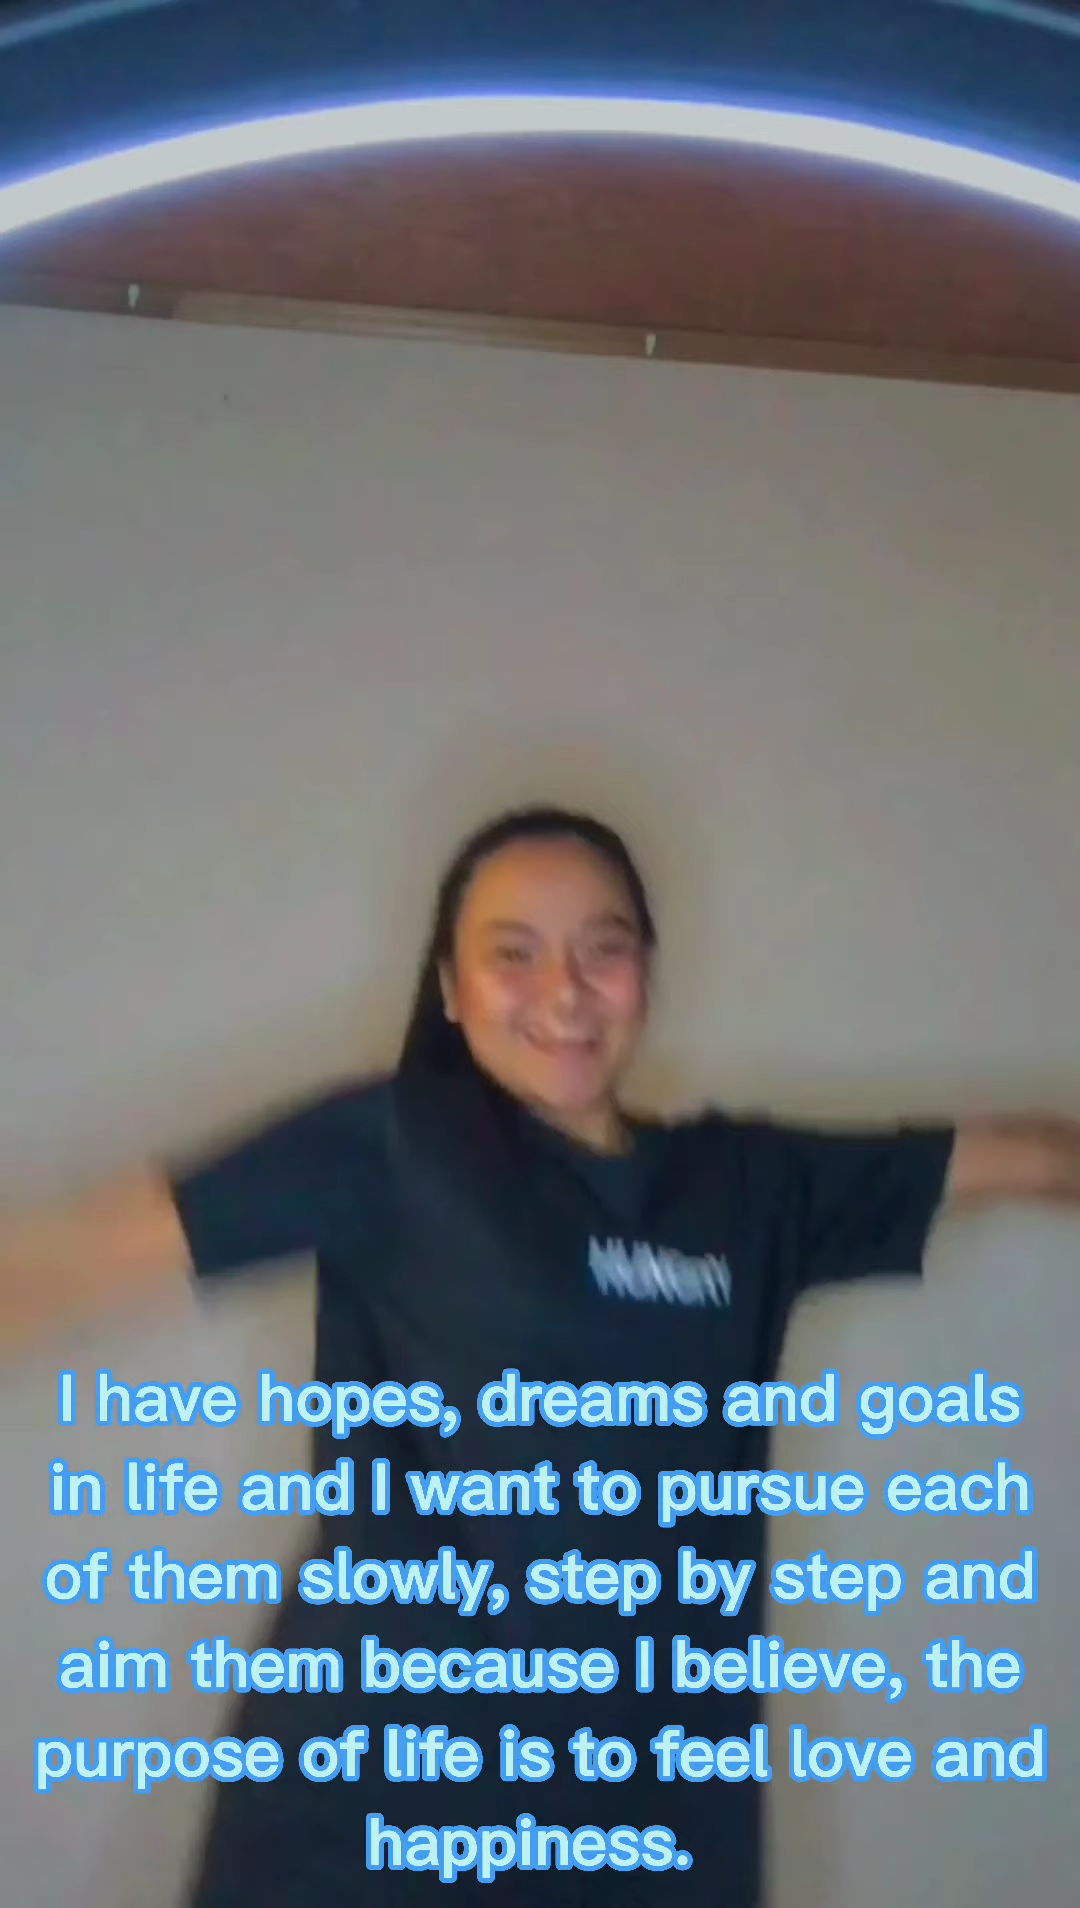 I have hopes, dreams and goals
in life and I want to pursue each
of them slowly, step by step and
aim them because I believe, the
purpose of life is to feel love and
happiness.